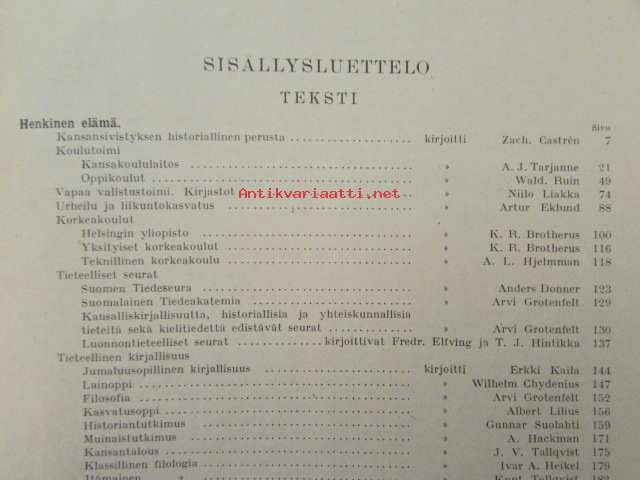 SISÄLLYSLUETTELO
TEKSTI
Sivu
Henkinen elämä.
Kansansivistyksen historiallinen perusta .................... kirjoitti Zach. Castrén 7
Koulutoimi
Kansakoululaitos .................... » A. J. Tarjanne 21
Oppikoulut .................... » Wald. Ruin 49
Vapaa valistustoimi. Kirjastot .................... » Niilo Liakka 74
Antikvariaatti.net
Urheilu ja liikuntokasvatus .................... » Artur Eklund 88
Korkeakoulut
Helsingin yliopisto .................... » K. R. Brotherus 100
Yksityiset korkeakoulut .................... » K. R. Brotherus 116
Teknillinen korkeakoulu .................... » A. L. Hjelmman 118
Tieteelliset seurat
Suomen Tiedeseura .................... » Anders Donner 123
Suomalainen Tiedeakatemia .................... » Arvi Grotenfelt 129
Kansalliskirjallisuutta, historiallisia ja yhteiskunnallisia
tieteitä sekä kielitiedettä edistävät seurat .................... » Arvi Grotenfelt 130
Luonnontieteelliset seurat .................... kirjoittivat Fredr. Elfving ja T. J. Hintikka 137
Tieteellinen kirjallisuus
Jumaluusopillinen kirjallisuus .................... kirjoitti Erkki Kaila 144
Lainoppi .................... » Wilhelm Chydenius 147
Filosofia .................... » Arvi Grotenfelt 152
Kasvatusoppi .................... » Albert Lilius 156
Historiantutkimus .................... » Gunnar Suolahti 159
Muinaistutkimus .................... » A. Hackman 171
Kansantalous .................... » J. V. Tallqvist 175
Klassillinen filologia .................... » Ivar A. Heikel 179
Itämainen » Knut Tallqvist 182